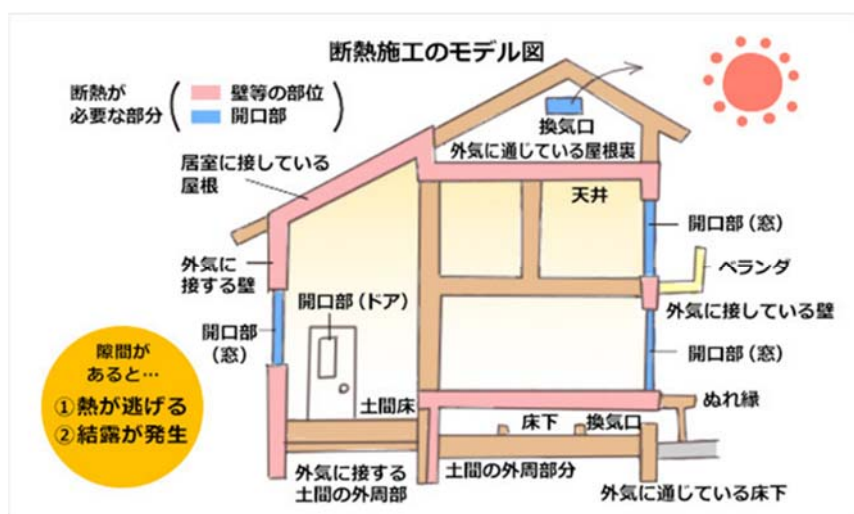 断熱施工のモデル図
断熱が
必要な部分
壁等の部位
開口部
換気口
外気に通じている屋根裏
居室に接している
屋根
天井
開口部(窓)
外気に
接する壁
ベランダ
開口部(ドア)
外気に接している壁
開口部
(窓)
開口部(窓)
隙間が
あると…
①熱が逃げる
②結露が発生
土間床
ぬれ縁
床下
換気口
外気に接する
土間の外周部
土間の外周部分
外気に通じている床下